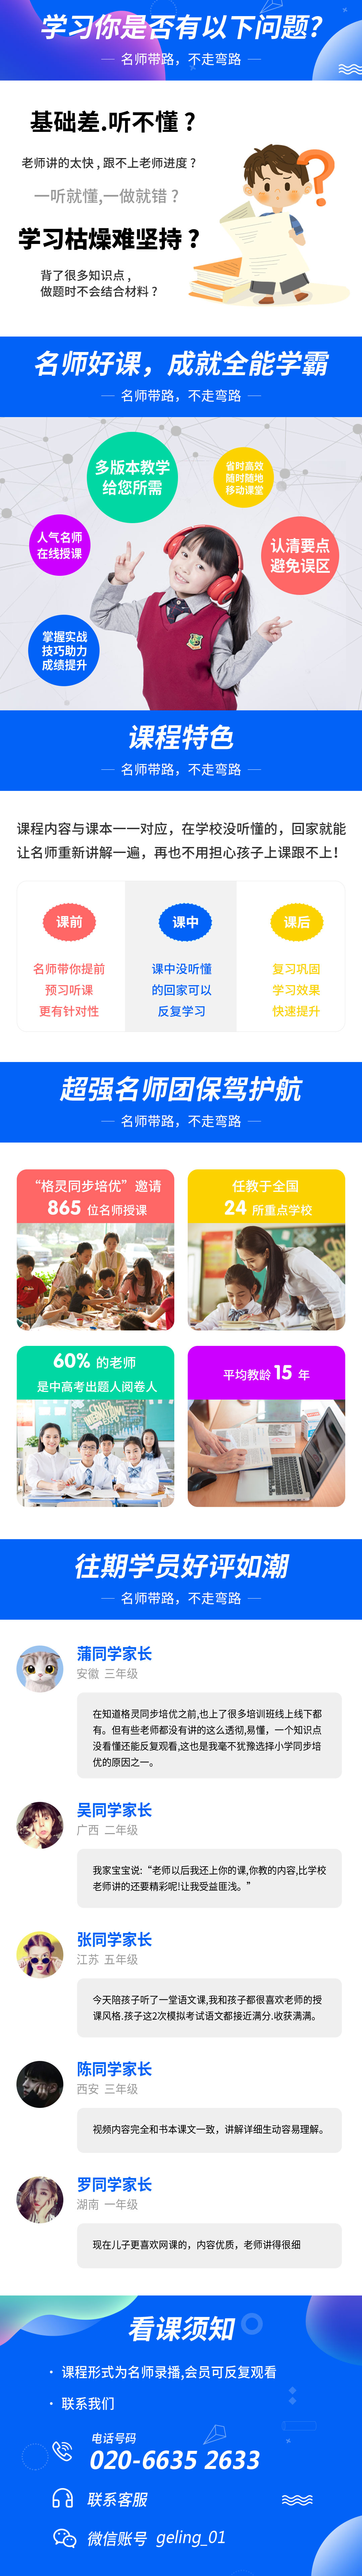 学习你是否有以下问题?
名师带路，不走弯路
基础差.听不懂？
老师讲的太快，跟不上老师进度？
一听就懂,一做就错？
学习枯燥难坚持？
背了很多知识点，
做题时不会结合材料？
名师好课，成就全能学霸
名师带路，不走弯路
多版本教学
给您所需
省时高效
随时随地
移动课堂
人气名师
在线授课
认清要点
避免误区
掌握实战
技巧助力
成绩提升
课程特色
名师带路，不走弯路
课程内容与课本一一对应，在学校没听懂的，回家就能
让名师重新讲解一遍，再也不用担心孩子上课跟不上！
课前
名师带你提前
预习听课
更有针对性
课中
课中没听懂
的回家可以
反复学习
课后
复习巩固
学习效果
快速提升
超强名师团保驾护航
名师带路，不走弯路
“格灵同步培优”邀请
865 位名师授课
任教于全国
24 所重点学校
60% 的老师
是中高考出题人阅卷人
平均教龄 15 年
往期学员好评如潮
名师带路，不走弯路
蒲同学家长
安徽 三年级
在知道格灵同步培优之前,也上了很多培训班线上线下都
有。但有些老师都没有讲的这么透彻,易懂，一个知识点
没看懂还能反复观看,这也是我毫不犹豫选择小学同步培
优的原因之一。
吴同学家长
广西 二年级
我家宝宝说:“老师以后我还上你的课,你教的内容,比学校
老师讲的还要精彩呢!让我受益匪浅。”
张同学家长
江苏 五年级
今天陪孩子听了一堂语文课,我和孩子都很喜欢老师的授
课风格.孩子这2次模拟考试语文都接近满分.收获满满。
陈同学家长
西安 三年级
视频内容完全和书本课文一致，讲解详细生动容易理解。
罗同学家长
湖南 一年级
现在儿子更喜欢网课的，内容优质，老师讲得很细
看课须知
· 课程形式为名师录播,会员可反复观看
· 联系我们
电话号码
020-6635 2633
联系客服
微信账号 geling_01